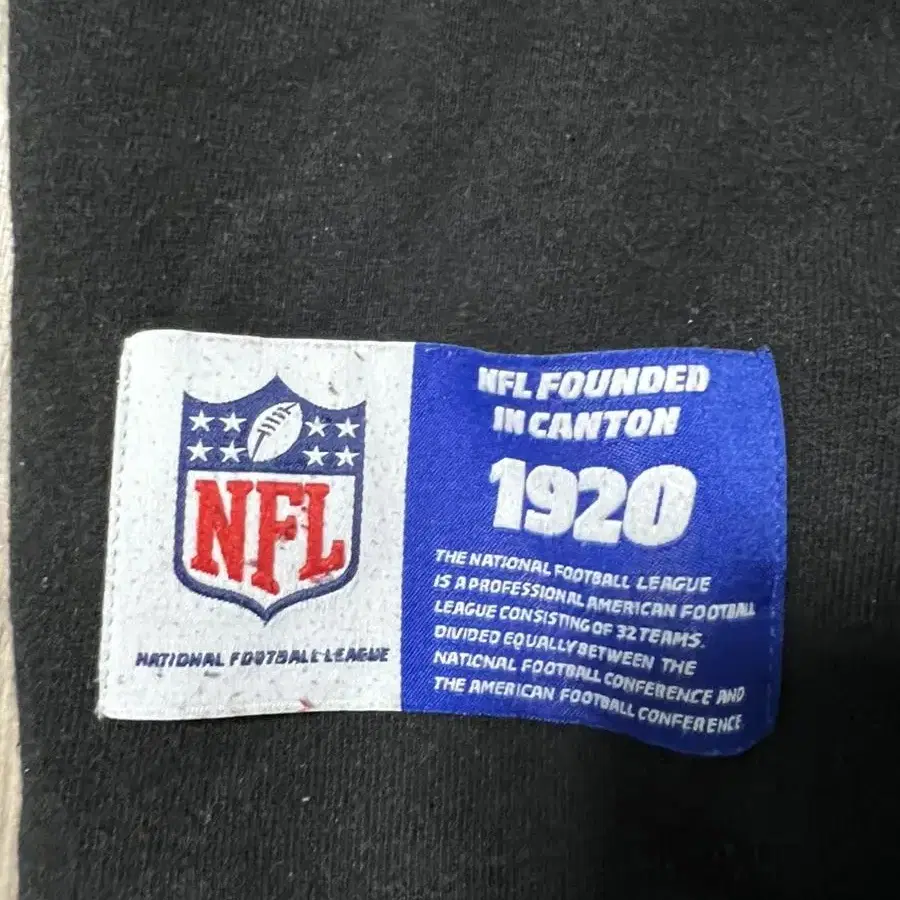 NFL
NATIONAL FOOTBALL LEAGUE
NFL FOUNDED
IN CANTON
1920
THE NATIONAL FOOTBALL LEAGUE
IS A PROFESSIONAL AMERICAN FOOTBALL
LEAGUE CONSISTING OF 32 TEAMS.
DIVIDED EQUALLY BETWEEN THE
NATIONAL FOOTBALL CONFERENCE AND
THE AMERICAN FOOTBALL CONFERENCE